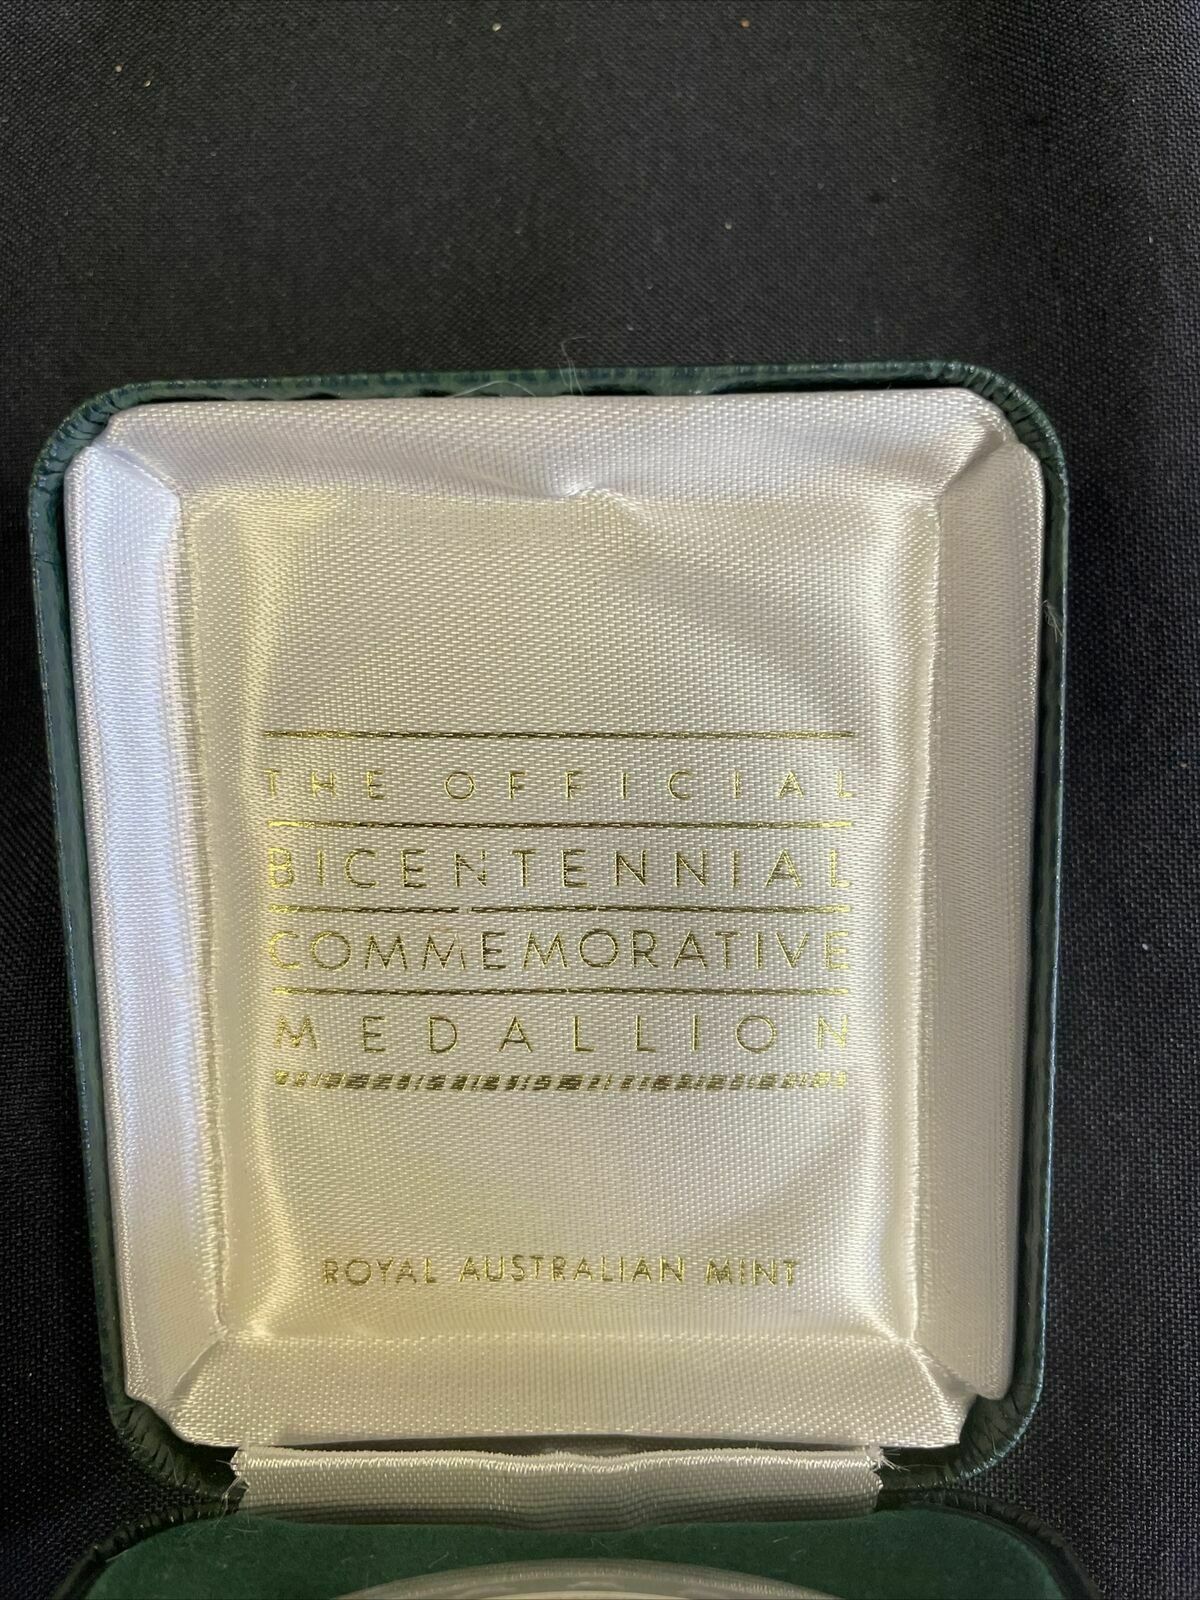 THE OFFICIAL
BICENTENNIAL
COMMEMORATIVE
MEDALLION
ROYAL AUSTRALIAN MINT